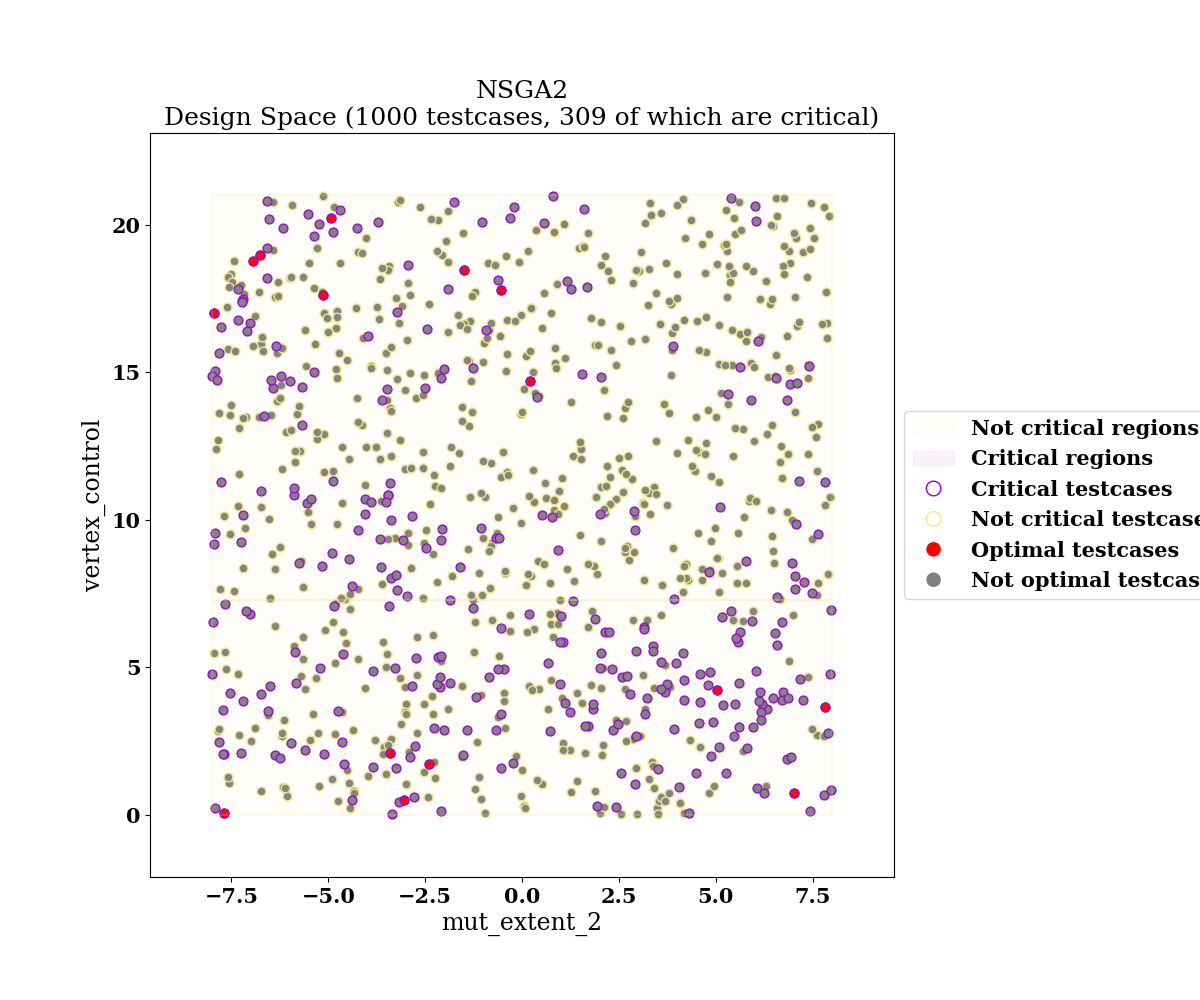 NSGA2
Design Space (1000 testcases, 309 of which are critical)
20
15
10
5
0
vertex_control
−7.5 −5.0 −2.5 0.0 2.5 5.0 7.5
mut_extent_2
Not critical regions
Critical regions
Critical testcases
Not critical testcase
Optimal testcases
Not optimal testcas